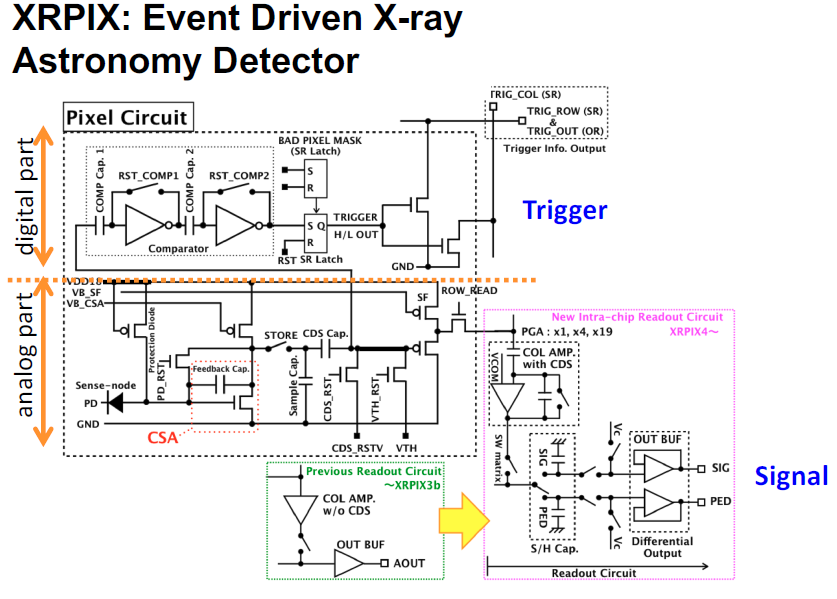 XRPIX: Event Driven X-ray
Astronomy Detector
Pixel Circuit
TRIG_COL (SR)
TRIG_ROW (SR)
&
TRIG_OUT (OR)
Trigger Info. Output
digital part
BAD PIXEL MASK
(SR Latch)
COMP Cap. 1
RST_COMP1
COMP Cap. 2
RST_COMP2
S
R
Comparator
S Q
R
TRIGGER
H/L OUT
RST
SR Latch
GND
Trigger
analog part
VDD18
VB_SF
VB_CSA
SF
ROW_READ
Protection Diode
PD_RST
STORE
CDS Cap.
Feedback Cap.
Sample Cap.
CDS_RST
VTH_RST
Sense-node
PD
GND
CSA
CDS_RSTV
VTH
New Intra-chip Readout Circuit
XRPIX4～
PGA : x1, x4, x19
VCOM
COL AMP.
with CDS
SW matrix
SIG
PED
S/H Cap.
Vc
Vc
OUT BUF
SIG
PED
Differential
Output
Readout Circuit
Signal
Previous Readout Circuit
～XRPIX3b
COL AMP.
w/o CDS
OUT BUF
AOUT